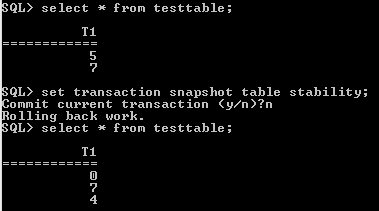 SQL> select * from testtable;
T1
============
5
7
SQL> set transaction snapshot table stability;
Commit current transaction (y/n)?n
Rolling back work.
SQL> select * from testtable;
T1
============
0
7
4